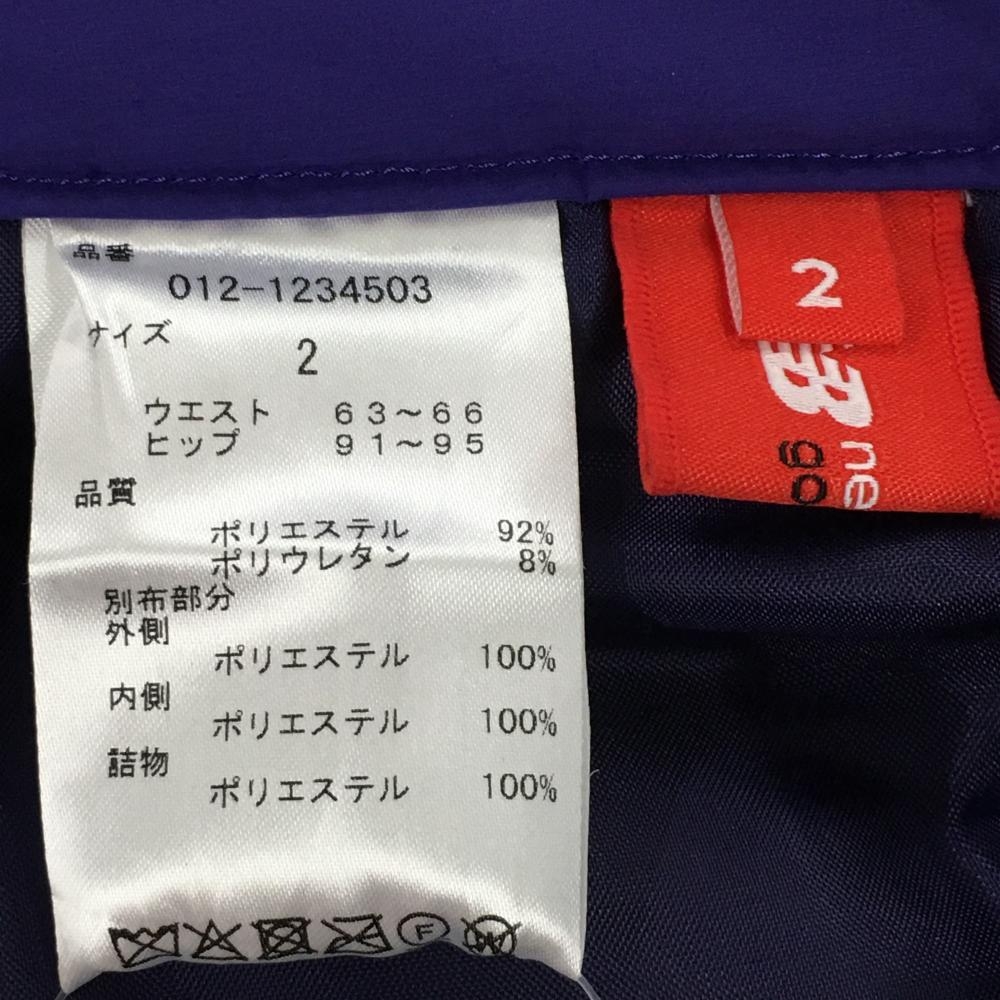 品番
012-1234503
サイズ
2
ウエスト 63~66
ヒップ 91~95
品質
ポリエステル 92%
ポリウレタン 8%
別布部分
外側
ポリエステル 100%
内側
ポリエステル 100%
詰物
ポリエステル 100%
F
W
2
NB
ne
go